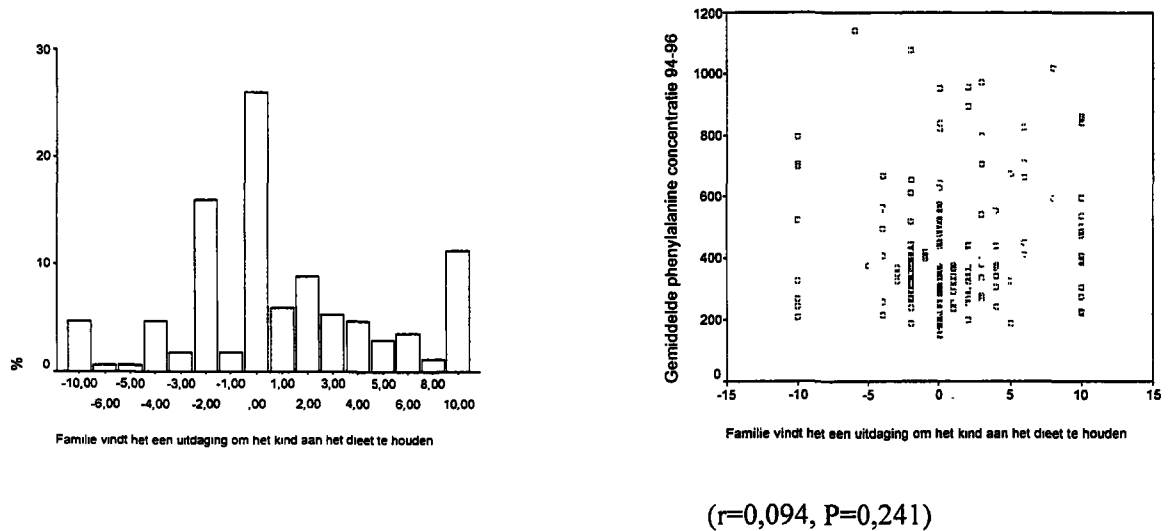 30
20
10
0
%
-10,00 -5,00 -3,00 -1,00 1,00 3,00 5,00 8,00
-6,00 -4,00 -2,00 ,00 2,00 4,00 6,00 10,00
Familie vindt het een uitdaging om het kind aan het dieet te houden
Gemiddelde phenylalanine concentratie 94-96
1200
1000
800
600
400
200
0
-15 -10 -5 0 5 10 15
Familie vindt het een uitdaging om het kind aan het dieet te houden
(r=0,094, P=0,241)